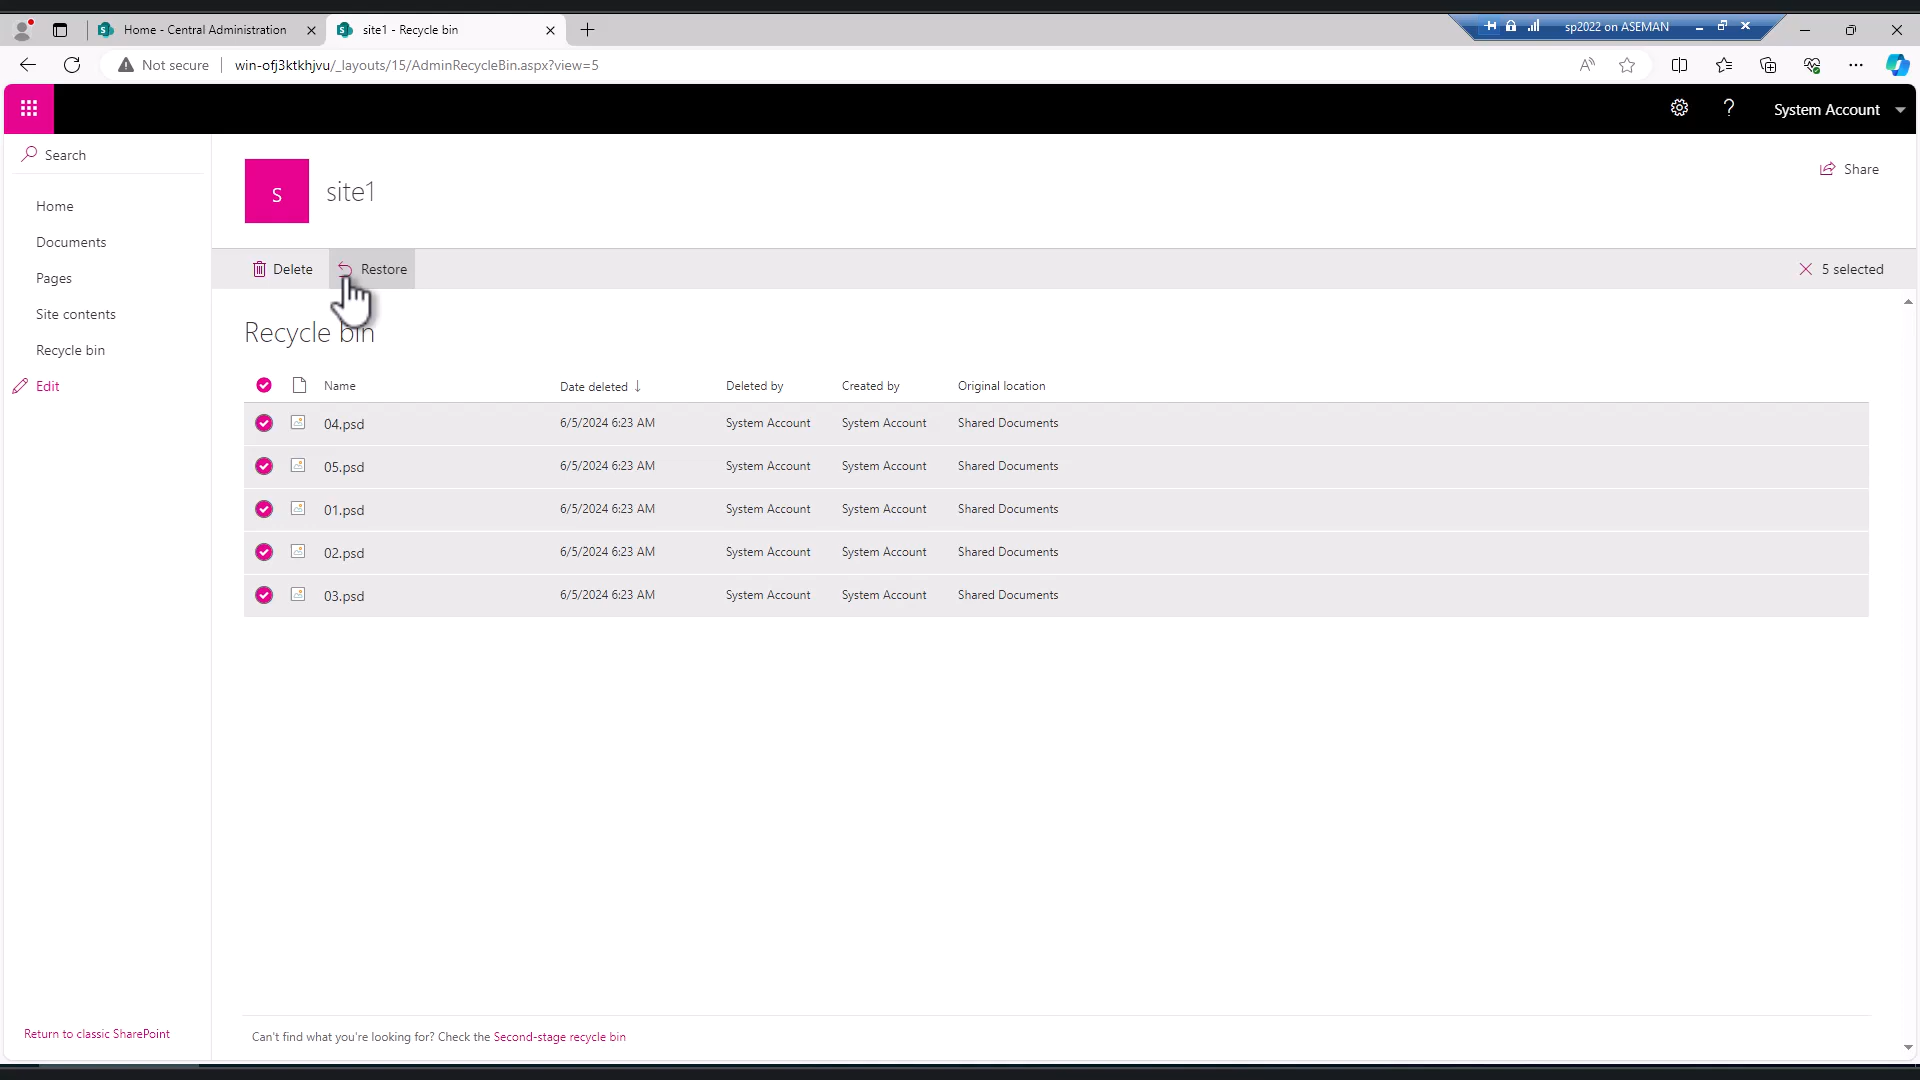 Home - Central Administration
site1 - Recycle bin
sp2022 on ASEMAN
Not secure
win-ofj3ktkhjvu/_layouts/15/AdminRecycleBin.aspx?view=5
System Account
Search
Home
Documents
Pages
Site contents
Recycle bin
Edit
s
site1
Share
Delete
Restore
5 selected
Recycle bin
Name Date deleted Deleted by Created by Original location
04.psd 6/5/2024 6:23 AM System Account System Account Shared Documents
05.psd 6/5/2024 6:23 AM System Account System Account Shared Documents
01.psd 6/5/2024 6:23 AM System Account System Account Shared Documents
02.psd 6/5/2024 6:23 AM System Account System Account Shared Documents
03.psd 6/5/2024 6:23 AM System Account System Account Shared Documents
Return to classic SharePoint
Can't find what you're looking for? Check the Second-stage recycle bin